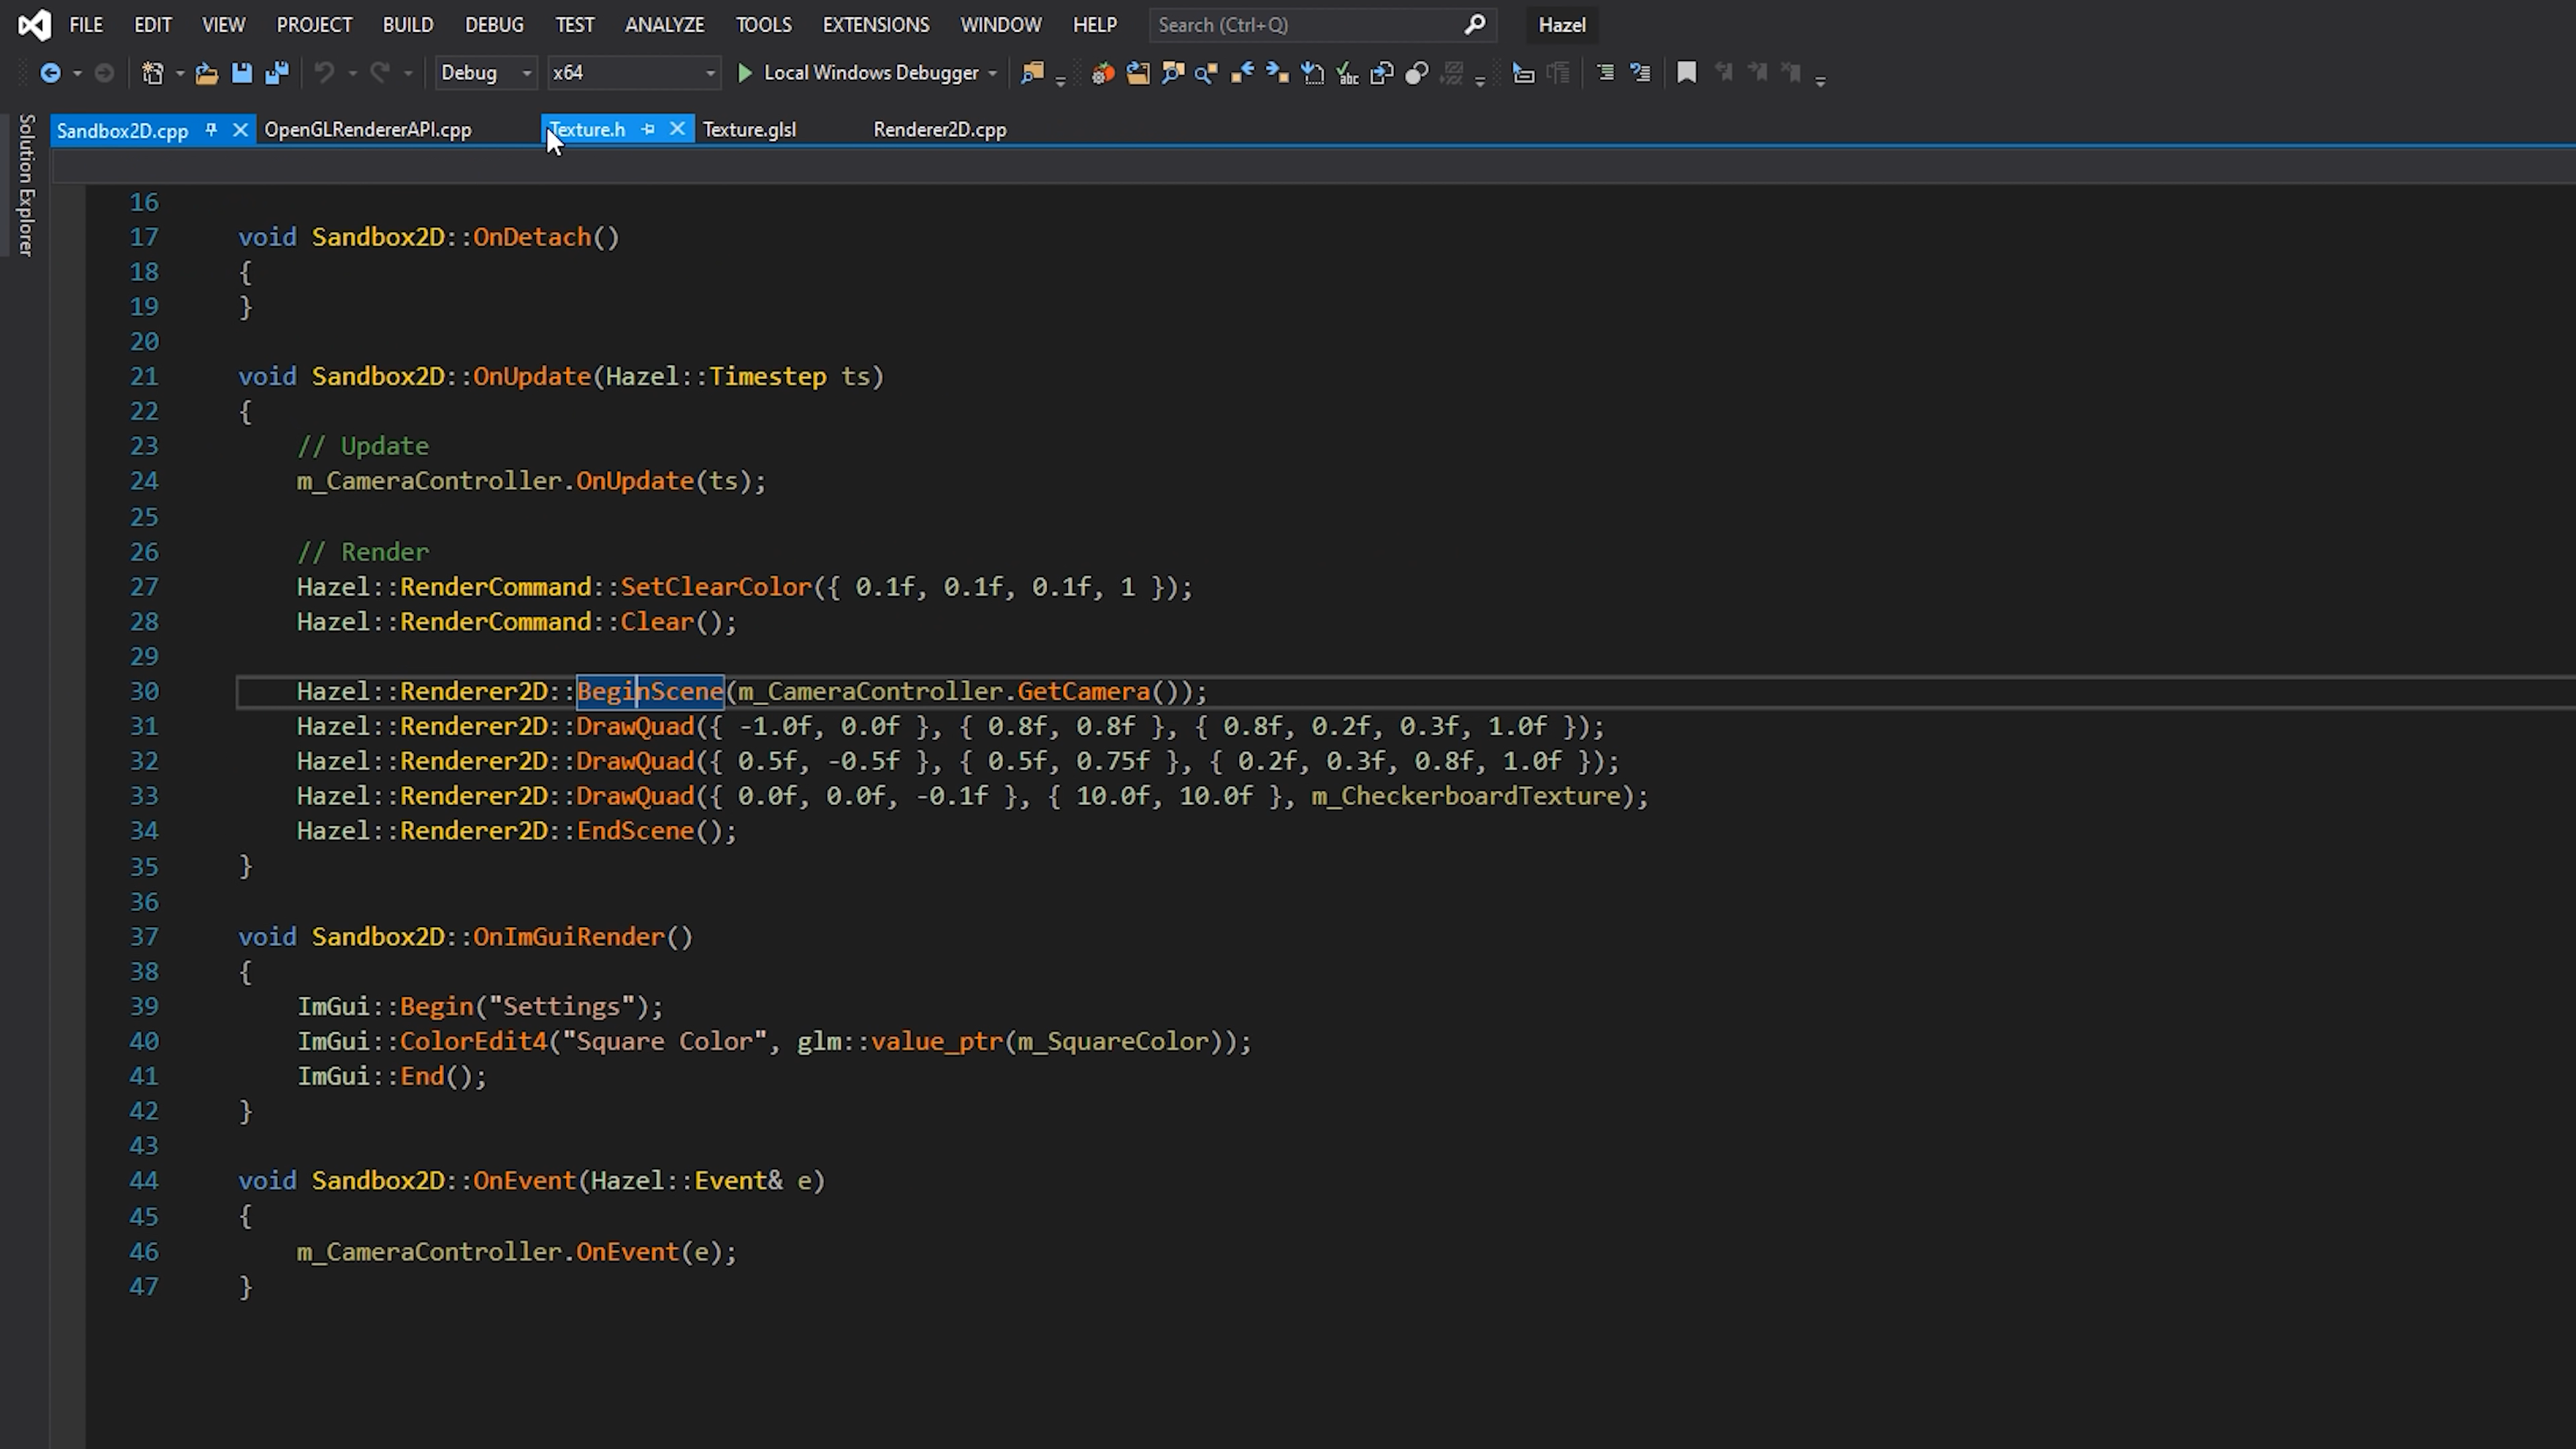 FILE EDIT VIEW PROJECT BUILD DEBUG TEST ANALYZE TOOLS EXTENSIONS WINDOW HELP Search (Ctrl+Q) Hazel
Debug x64 Local Windows Debugger
Solution Explorer
Sandbox2D.cpp OpenGLRendererAPI.cpp Texture.h Texture.glsl Renderer2D.cpp
16
17 void Sandbox2D::OnDetach()
18 {
19 }
20
21 void Sandbox2D::OnUpdate(Hazel::Timestep ts)
22 {
23 // Update
24 m_CameraController.OnUpdate(ts);
25
26 // Render
27 Hazel::RenderCommand::SetClearColor({ 0.1f, 0.1f, 0.1f, 1 });
28 Hazel::RenderCommand::Clear();
29
30 Hazel::Renderer2D::BeginScene(m_CameraController.GetCamera());
31 Hazel::Renderer2D::DrawQuad({ -1.0f, 0.0f }, { 0.8f, 0.8f }, { 0.8f, 0.2f, 0.3f, 1.0f });
32 Hazel::Renderer2D::DrawQuad({ 0.5f, -0.5f }, { 0.5f, 0.75f }, { 0.2f, 0.3f, 0.8f, 1.0f });
33 Hazel::Renderer2D::DrawQuad({ 0.0f, 0.0f, -0.1f }, { 10.0f, 10.0f }, m_CheckerboardTexture);
34 Hazel::Renderer2D::EndScene();
35 }
36
37 void Sandbox2D::OnImGuiRender()
38 {
39 ImGui::Begin("Settings");
40 ImGui::ColorEdit4("Square Color", glm::value_ptr(m_SquareColor));
41 ImGui::End();
42 }
43
44 void Sandbox2D::OnEvent(Hazel::Event& e)
45 {
46 m_CameraController.OnEvent(e);
47 }